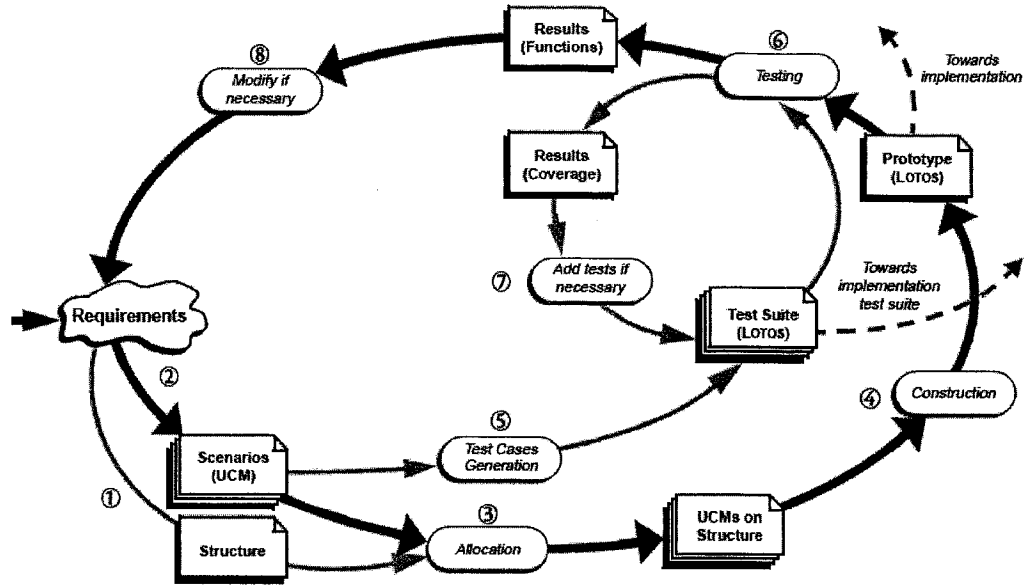 ⑧
Modify if
necessary
Results
(Functions)
⑥
Testing
Towards
implementation
Results
(Coverage)
Prototype
(LOTOS)
⑦
Add tests if
necessary
Towards
implementation
test suite
Requirements
Test Suite
(LOTOS)
②
④
Construction
⑤
Test Cases
Generation
Scenarios
(UCM)
①
③
Allocation
UCMs on
Structure
Structure